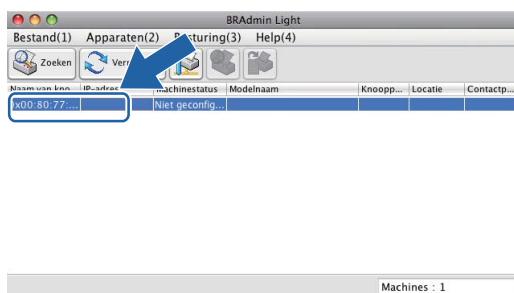 BRAdmin Light
Bestand(1) Apparaten(2) Besturing(3) Help(4)
Zoeken
Naam van kno... IP-adres Machinestatus Modelnaam Knoopp... Locatie Contactp...
x00:80:77:... Niet geconfig...
Machines : 1